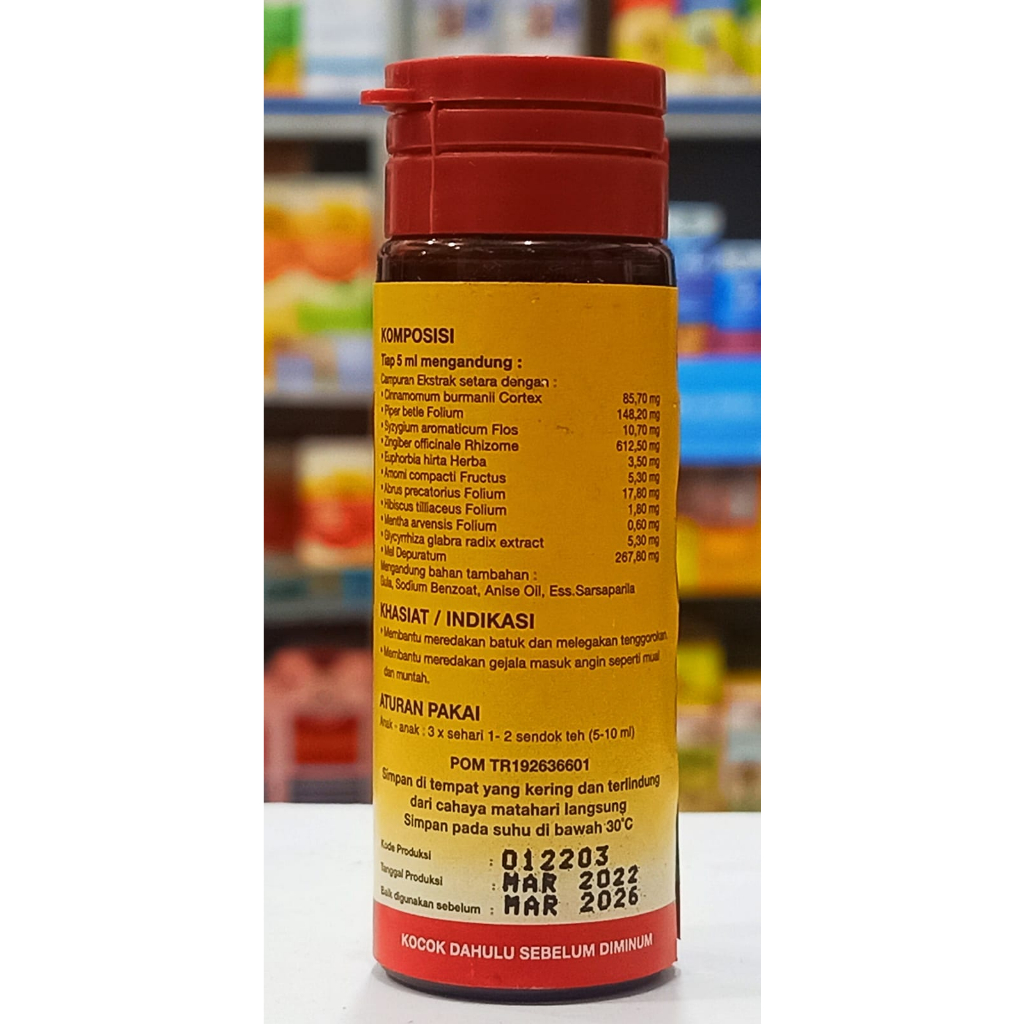 KOMPOSISI
Tiap 5 ml mengandung :
Campuran Ekstrak setara dengan :
• Cinnamomum burmanii Cortex 85,70 mg
• Piper betle Folium 148,20 mg
• Syzygium aromaticum Flos 10,70 mg
• Zingiber officinale Rhizome 612,50 mg
• Euphorbia hirta Herba 3,50 mg
• Amomi compacti Fructus 5,30 mg
• Abrus precatorius Folium 17,80 mg
• Hibiscus tilliaceus Folium 1,80 mg
• Mentha arvensis Folium 0,60 mg
• Glycyrrhiza glabra radix extract 5,30 mg
• Mel Depuratum 267,80 mg
Mengandung bahan tambahan :
Gula, Sodium Benzoat, Anise Oil, Ess.Sarsaparila
KHASIAT / INDIKASI
• Membantu meredakan batuk dan melegakan tenggorokan.
• Membantu meredakan gejala masuk angin seperti mual
dan muntah.
ATURAN PAKAI
Anak - anak : 3 x sehari 1- 2 sendok teh (5-10 ml)
POM TR192636601
Simpan di tempat yang kering dan terlindung
dari cahaya matahari langsung
Simpan pada suhu di bawah 30°C
Kode Produksi : 012203
Tanggal Produksi : MAR 2022
Baik digunakan sebelum : MAR 2026
KOCOK DAHULU SEBELUM DIMINUM